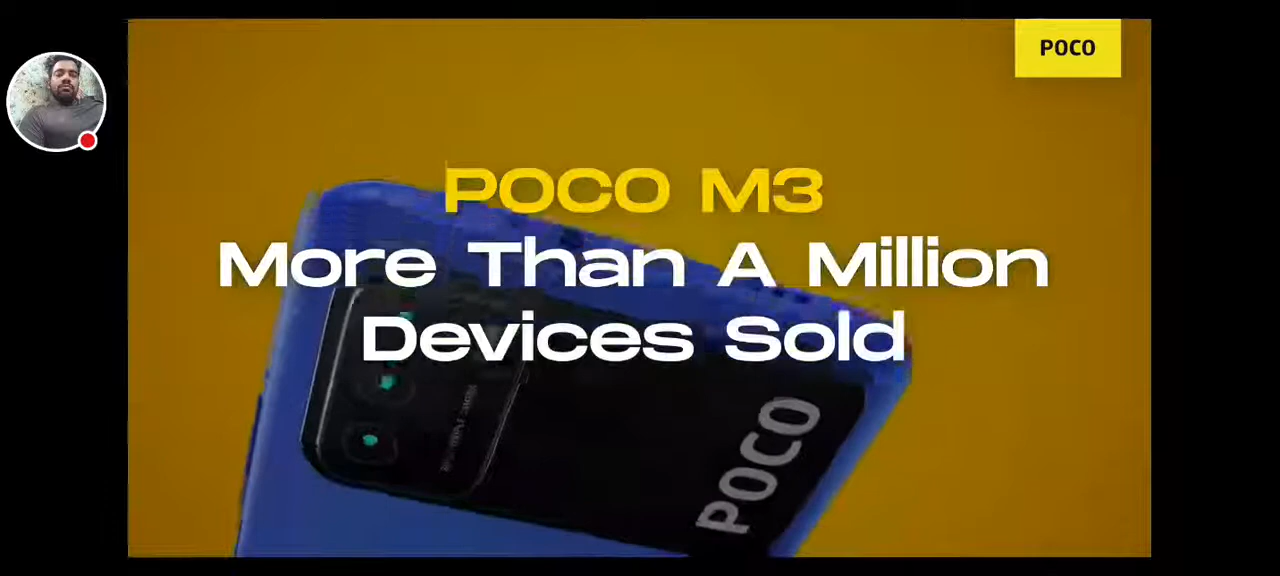 POCO
POCO M3
More Than A Million
Devices Sold
POCO